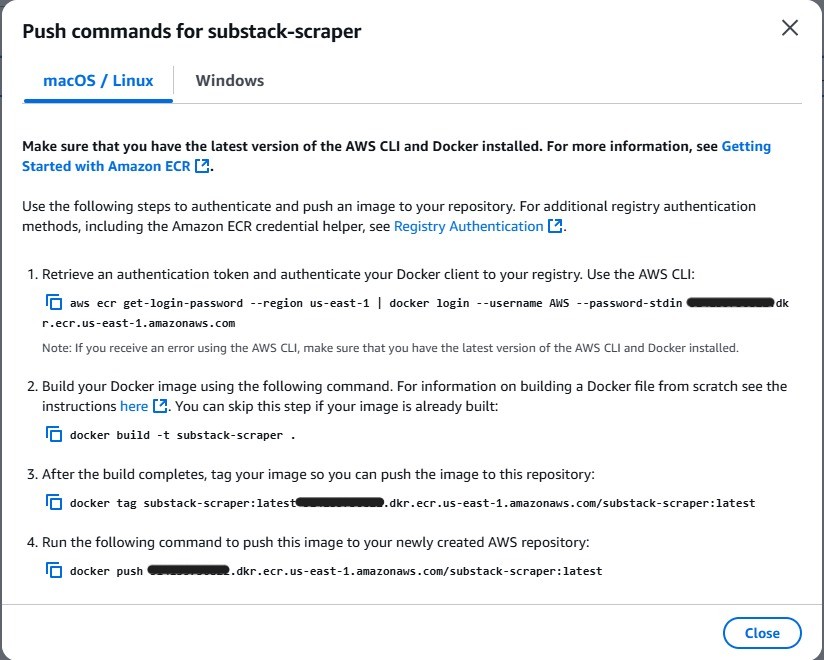 Push commands for substack-scraper
macOS / Linux
Windows
Make sure that you have the latest version of the AWS CLI and Docker installed. For more information, see Getting
Started with Amazon ECR.
Use the following steps to authenticate and push an image to your repository. For additional registry authentication
methods, including the Amazon ECR credential helper, see Registry Authentication.
1. Retrieve an authentication token and authenticate your Docker client to your registry. Use the AWS CLI:
aws ecr get-login-password --region us-east-1 | docker login --username AWS --password-stdin dk
r.ecr.us-east-1.amazonaws.com
Note: If you receive an error using the AWS CLI, make sure that you have the latest version of the AWS CLI and Docker installed.
2. Build your Docker image using the following command. For information on building a Docker file from scratch see the
instructions here. You can skip this step if your image is already built:
docker build -t substack-scraper .
3. After the build completes, tag your image so you can push the image to this repository:
docker tag substack-scraper:latest .dkr.ecr.us-east-1.amazonaws.com/substack-scraper:latest
4. Run the following command to push this image to your newly created AWS repository:
docker push .dkr.ecr.us-east-1.amazonaws.com/substack-scraper:latest
Close